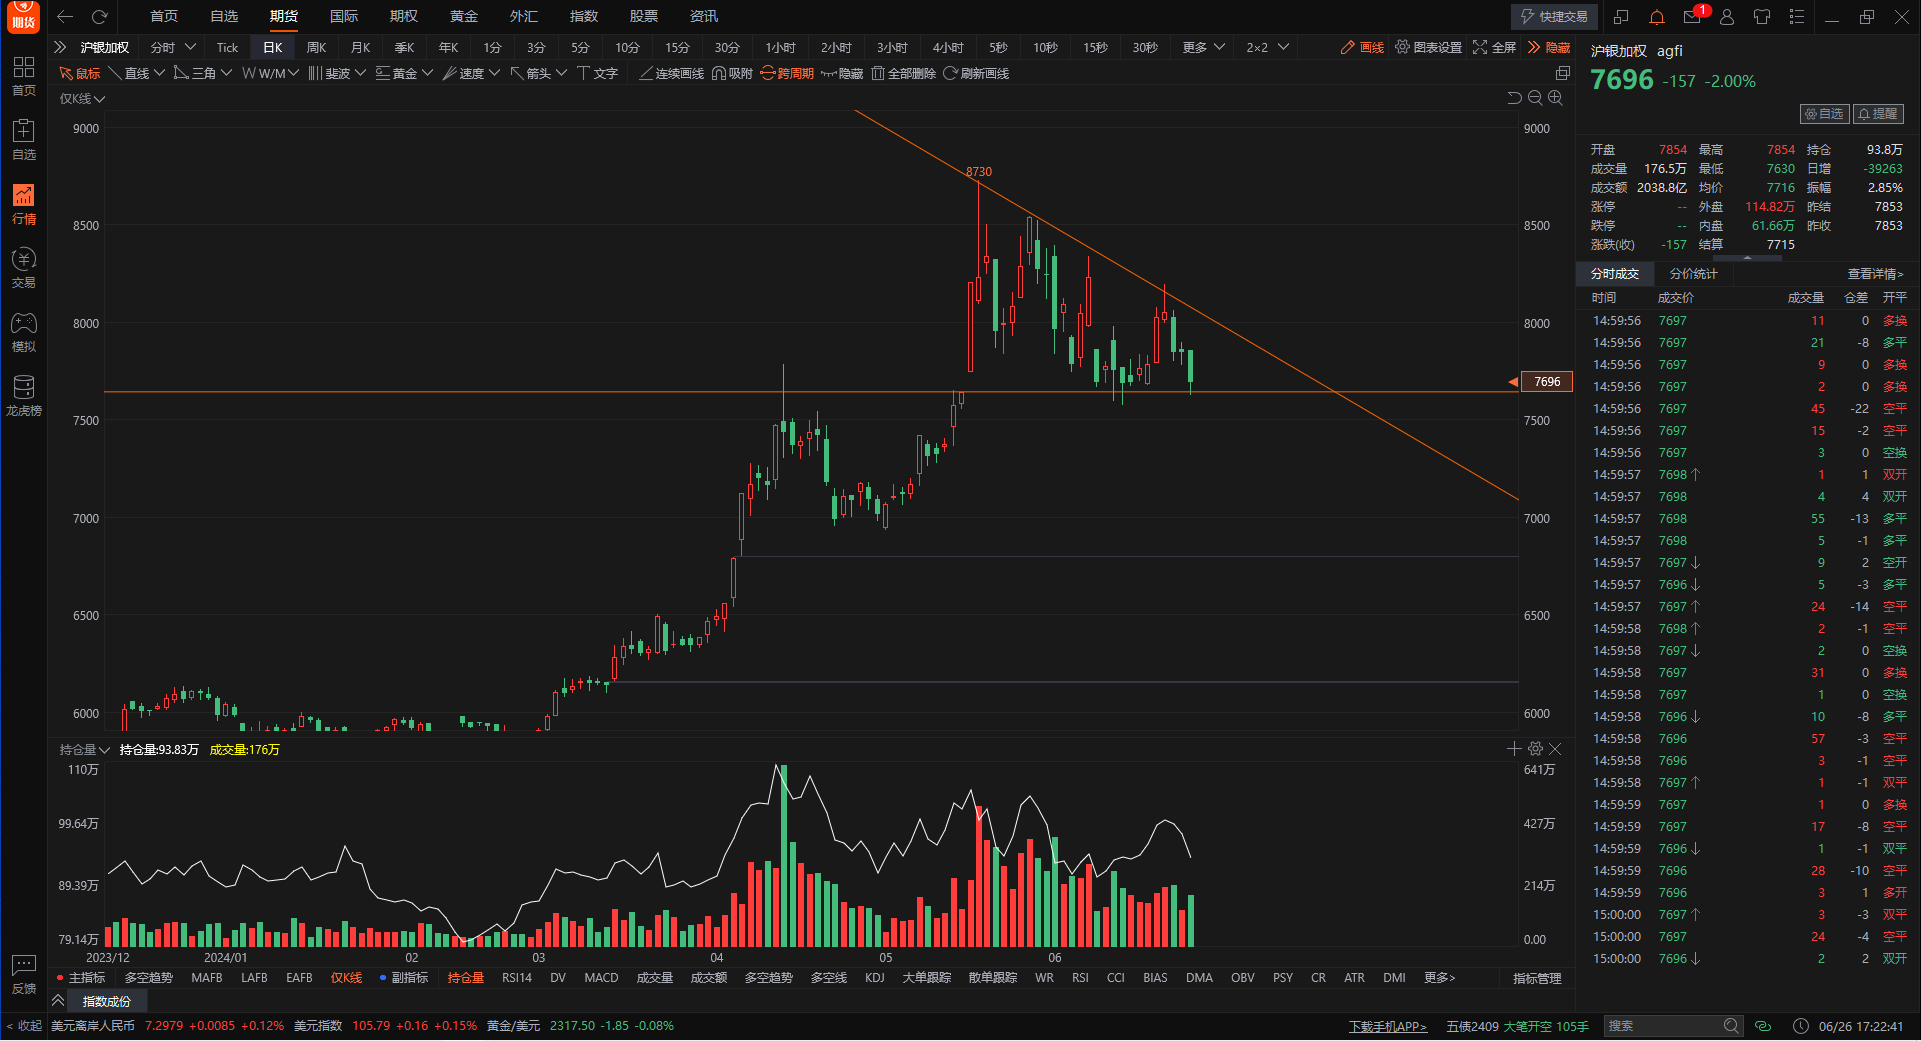 期货
首页 自选 期货 国际 期权 黄金 外汇 指数 股票 资讯
快捷交易 1
沪银加权 分时 Tick 日K 周K 月K 季K 年K 1分 3分 5分 10分 15分 30分 1小时 2小时 3小时 4小时 5秒 10秒 15秒 30秒 更多 2×2 画线 图表设置 全屏 隐藏
鼠标 直线 三角 W/M 斐波 黄金 速度 箭头 文字 连续画线 吸附 跨周期 隐藏 全部删除 刷新画线
仅K线
首页
自选
行情
交易
模拟
龙虎榜
反馈
9000 9000
8730
8500 8500
8000 8000
7696
7500 7500
7000 7000
6500 6500
6000 6000
持仓量 持仓量:93.83万 成交量:176万
110万 641万
99.64万 427万
89.39万 214万
79.14万 0.00
2023/12 2024/01 02 03 04 05 06
主指标 多空趋势 MAFB LAFB EAFB 仅K线 副指标 持仓量 RSI14 DV MACD 成交量 成交额 多空趋势 多空线 KDJ 大单跟踪 散单跟踪 WR RSI CCI BIAS DMA OBV PSY CR ATR DMI 更多> 指标管理
指数成份
沪银加权 agfi
7696 -157 -2.00%
自选 提醒
开盘 7854 最高 7854 持仓 93.8万
成交量 176.5万 最低 7630 日增 -39263
成交额 2038.8亿 均价 7716 振幅 2.85%
涨停 -- 外盘 114.82万 昨结 7853
跌停 -- 内盘 61.66万 昨收 7853
涨跌(收) -157 结算 7715
分时成交 分价统计 查看详情>
时间 成交价 成交量 仓差 开平
14:59:56 7697 11 0 多换
14:59:56 7697 21 -8 多平
14:59:56 7697 9 0 多换
14:59:56 7697 2 0 多换
14:59:56 7697 45 -22 空平
14:59:56 7697 15 -2 空平
14:59:56 7697 3 0 空换
14:59:57 7698↑ 1 1 双开
14:59:57 7698 4 4 双开
14:59:57 7698 55 -13 多平
14:59:57 7698 5 -1 多平
14:59:57 7697↓ 9 2 空开
14:59:57 7696↓ 5 -3 多平
14:59:57 7697↑ 24 -14 空平
14:59:58 7698↑ 2 -1 空平
14:59:58 7697↓ 2 0 空换
14:59:58 7697 31 0 多换
14:59:58 7697 1 0 空换
14:59:58 7696↓ 10 -8 多平
14:59:58 7696 57 -3 空平
14:59:58 7696 3 -1 空平
14:59:58 7697↑ 1 -1 双平
14:59:59 7697 1 0 多换
14:59:59 7697 17 -8 空平
14:59:59 7696↓ 1 -1 双平
14:59:59 7696 28 -10 空平
14:59:59 7696 3 1 多开
15:00:00 7697↑ 3 -3 双平
15:00:00 7697 24 -4 空平
15:00:00 7696↓ 2 2 双开
< 收起 美元离岸人民币 7.2979 +0.0085 +0.12% 美元指数 105.79 +0.16 +0.15% 黄金/美元 2317.50 -1.85 -0.08% 下载手机APP> 五债2409 大笔开空 105手 搜索 06/26 17:22:41